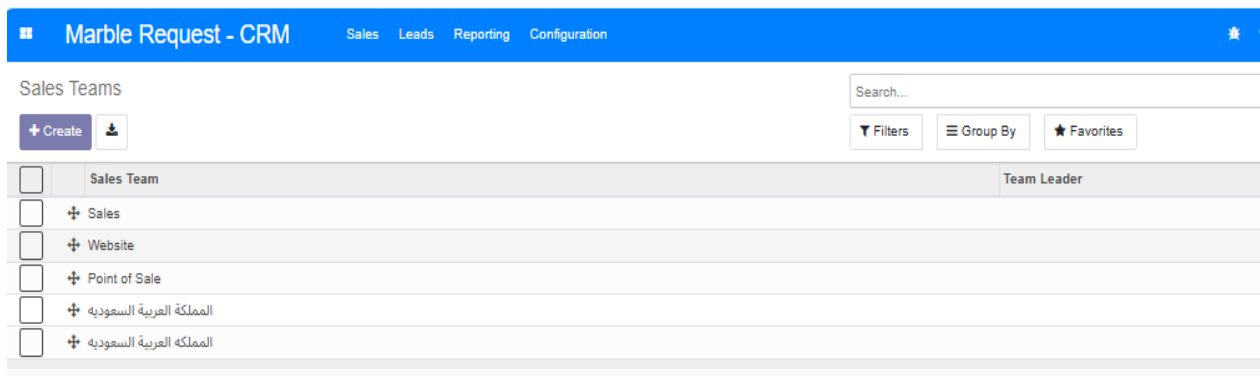 Marble Request - CRM Sales Leads Reporting Configuration
Sales Teams
Search...
Create
Filters Group By Favorites
Sales Team Team Leader
Sales
Website
Point of Sale
المملكة العربية السعوديه
المملكه العربية السعوديه